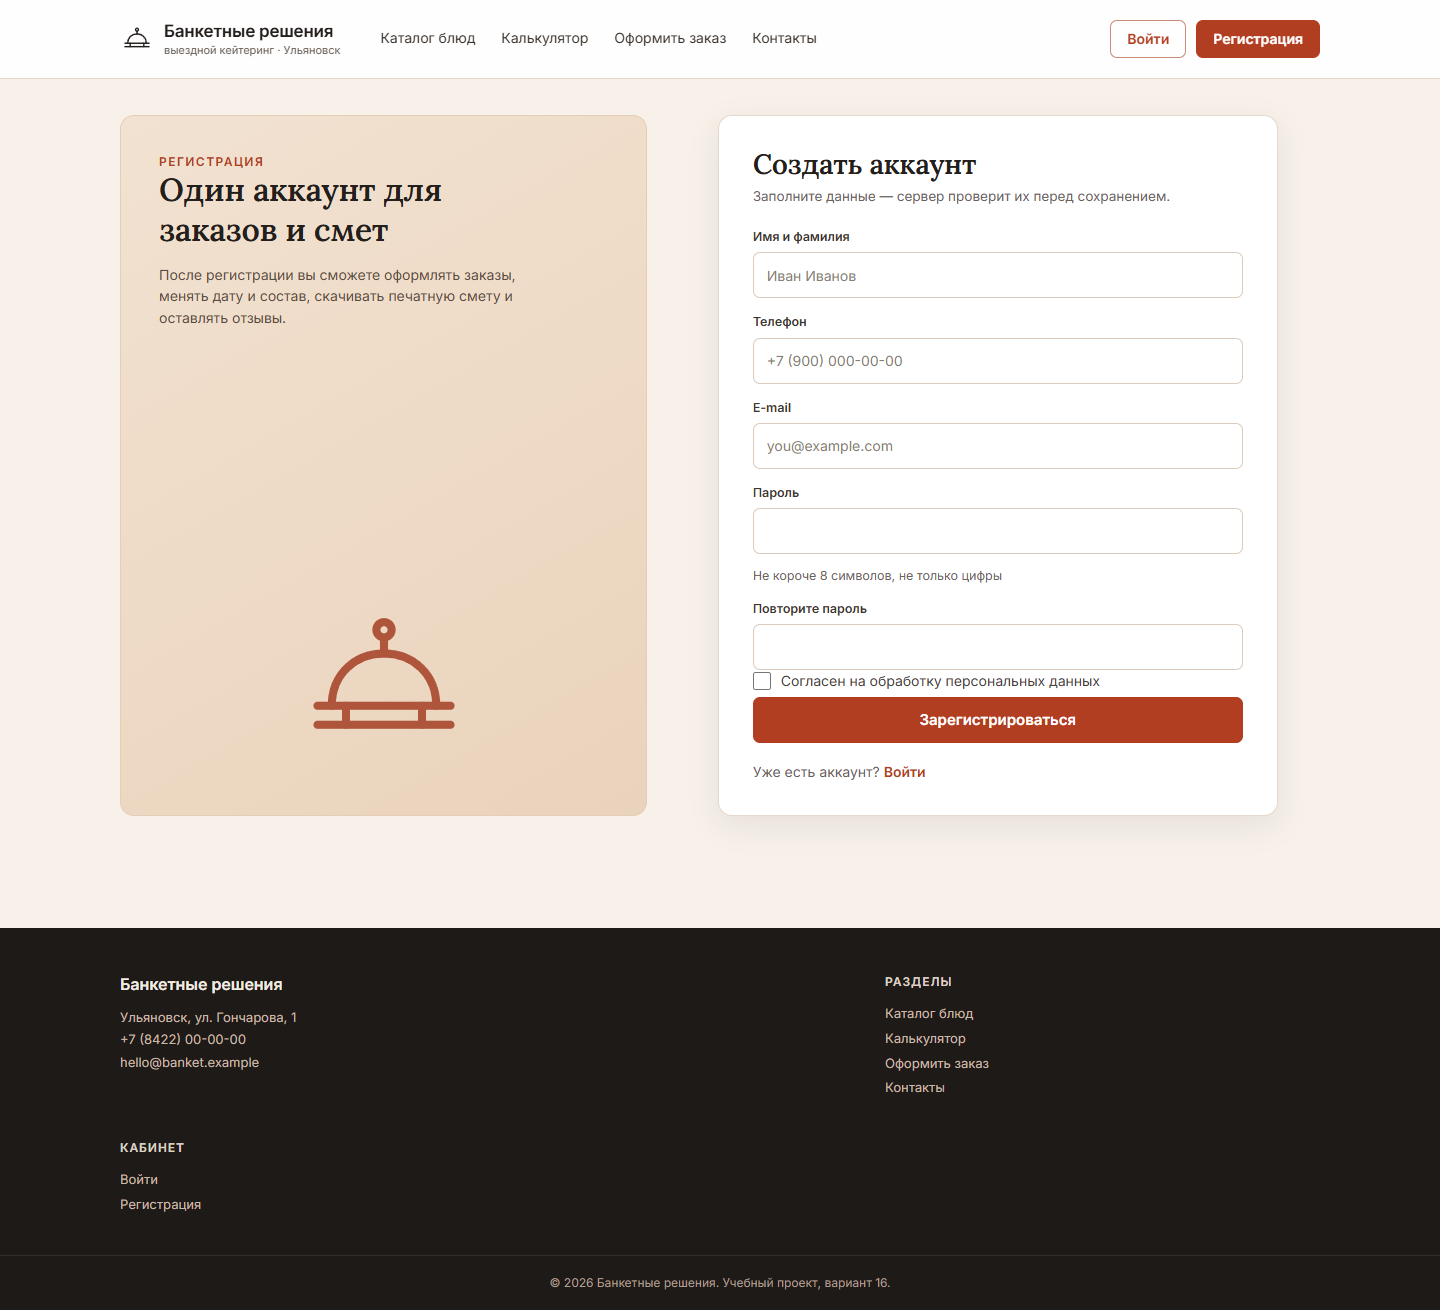 Банкетные решения
выездной кейтеринг · Ульяновск
Каталог блюд
Калькулятор
Оформить заказ
Контакты
Войти
Регистрация
РЕГИСТРАЦИЯ
Один аккаунт для
заказов и смет
После регистрации вы сможете оформлять заказы,
менять дату и состав, скачивать печатную смету и
оставлять отзывы.
Создать аккаунт
Заполните данные — сервер проверит их перед сохранением.
Имя и фамилия
Иван Иванов
Телефон
+7 (900) 000-00-00
E-mail
you@example.com
Пароль
Не короче 8 символов, не только цифры
Повторите пароль
Согласен на обработку персональных данных
Зарегистрироваться
Уже есть аккаунт? Войти
Банкетные решения
Ульяновск, ул. Гончарова, 1
+7 (8422) 00-00-00
hello@banket.example
РАЗДЕЛЫ
Каталог блюд
Калькулятор
Оформить заказ
Контакты
КАБИНЕТ
Войти
Регистрация
© 2026 Банкетные решения. Учебный проект, вариант 16.